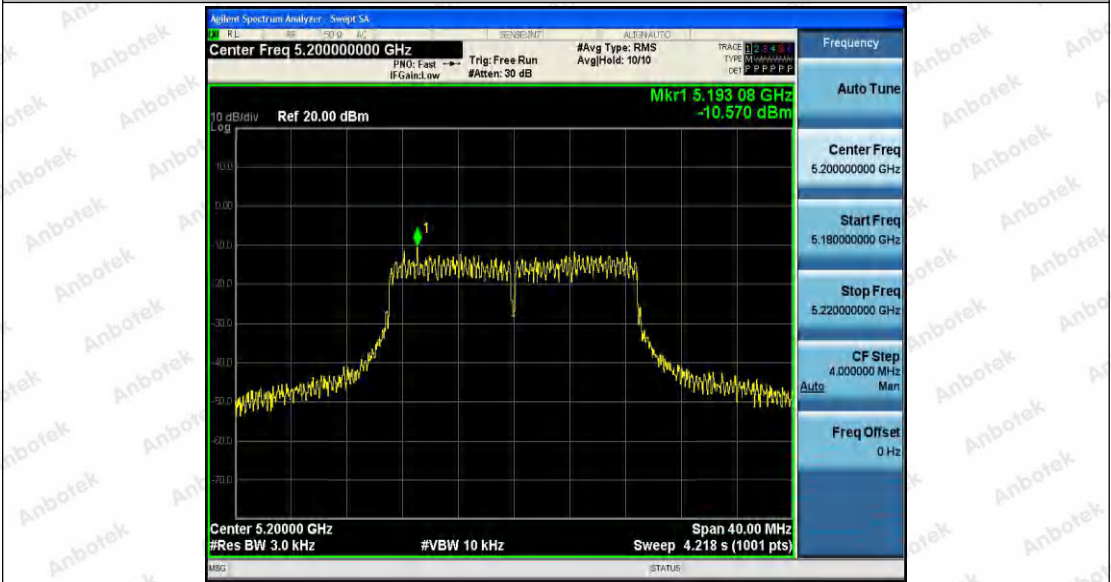 Agilent Spectrum Analyzer - Swept SA
RL RF 50 Ω AC SENSE:INT ALIGN AUTO
Center Freq 5.200000000 GHz
PNO: Fast
IFGain:Low
Trig: Free Run
#Atten: 30 dB
#Avg Type: RMS
Avg|Hold: 10/10
TRACE 1 2 3 4 5 6
TYPE M
DET P P P P P P
Mkr1 5.193 08 GHz
-10.570 dBm
10 dB/div Ref 20.00 dBm
Log
10.0
0.00
-10.0
-20.0
-30.0
-40.0
-50.0
-60.0
-70.0
1
Center 5.20000 GHz
Span 40.00 MHz
#Res BW 3.0 kHz
#VBW 10 kHz
Sweep 4.218 s (1001 pts)
MSG
STATUS
Frequency
Auto Tune
Center Freq
5.200000000 GHz
Start Freq
5.180000000 GHz
Stop Freq
5.220000000 GHz
CF Step
4.000000 MHz
Auto Man
Freq Offset
0 Hz
Anbotek